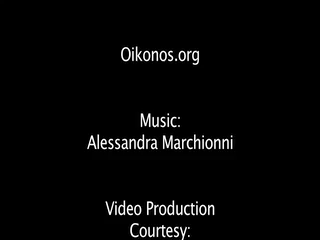 Oikonos.org
Music:
Alessandra Marchionni
Video Production
Courtesy: